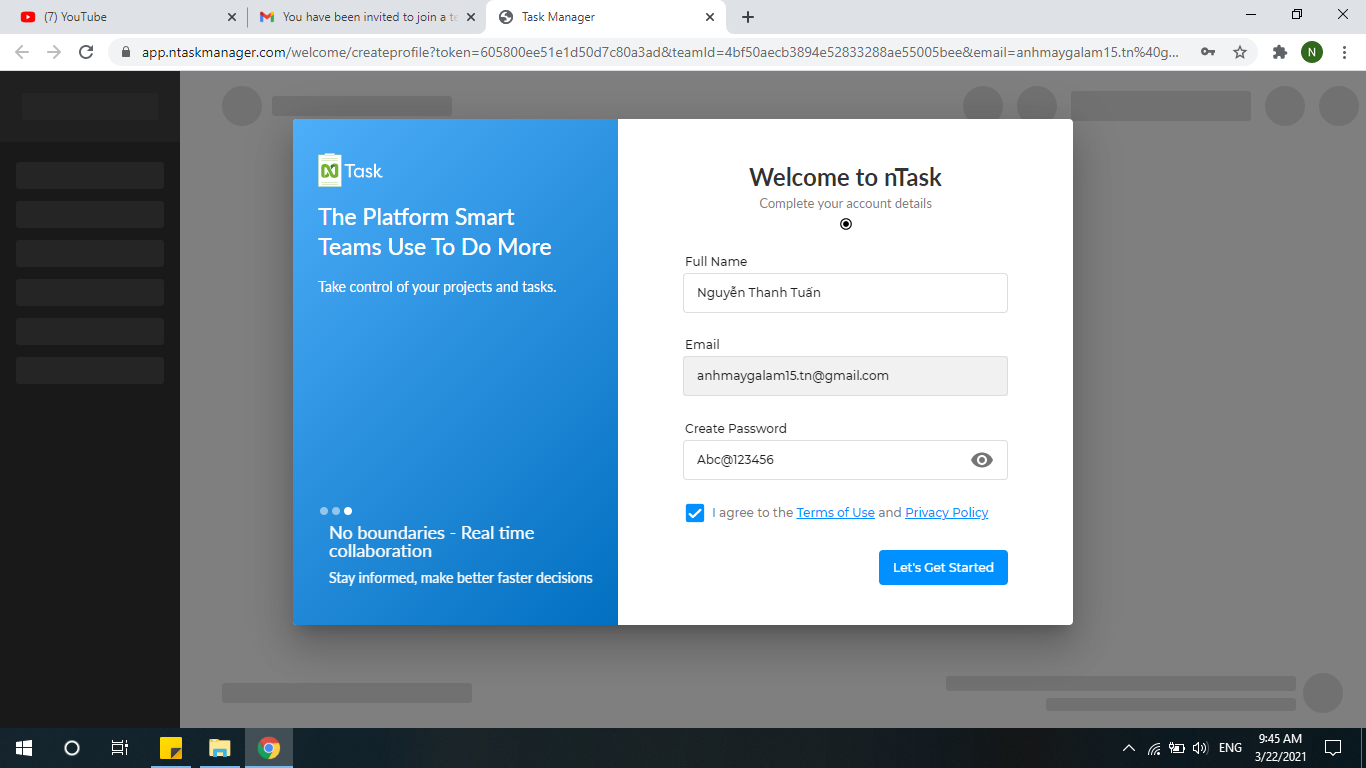 (7) YouTube
You have been invited to join a te
Task Manager
app.ntaskmanager.com/welcome/createprofile?token=605800ee51e1d50d7c80a3ad&teamId=4bf50aecb3894e52833288ae55005bee&email=anhmaygalam15.tn%40g...
N
Task
The Platform Smart
Teams Use To Do More
Take control of your projects and tasks.
No boundaries - Real time
collaboration
Stay informed, make better faster decisions
Welcome to nTask
Complete your account details
Full Name
Nguyễn Thanh Tuấn
Email
anhmaygalam15.tn@gmail.com
Create Password
Abc@123456
I agree to the Terms of Use and Privacy Policy
Let's Get Started
ENG
9:45 AM
3/22/2021